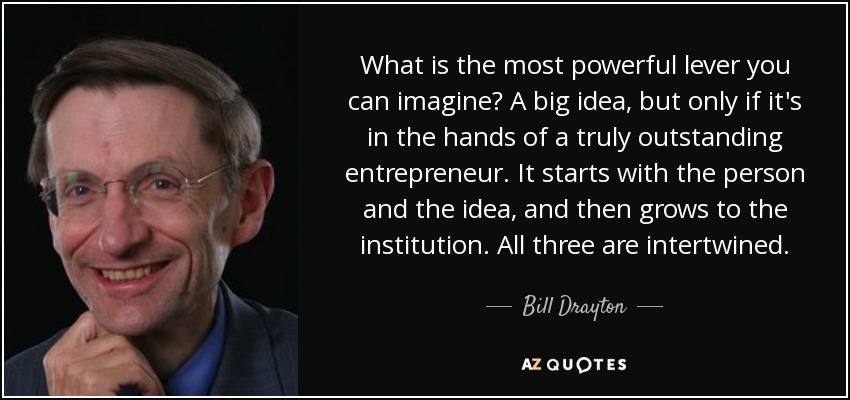 What is the most powerful lever you
can imagine? A big idea, but only if it's
in the hands of a truly outstanding
entrepreneur. It starts with the person
and the idea, and then grows to the
institution. All three are intertwined.
Bill Drayton
AZ QUOTES